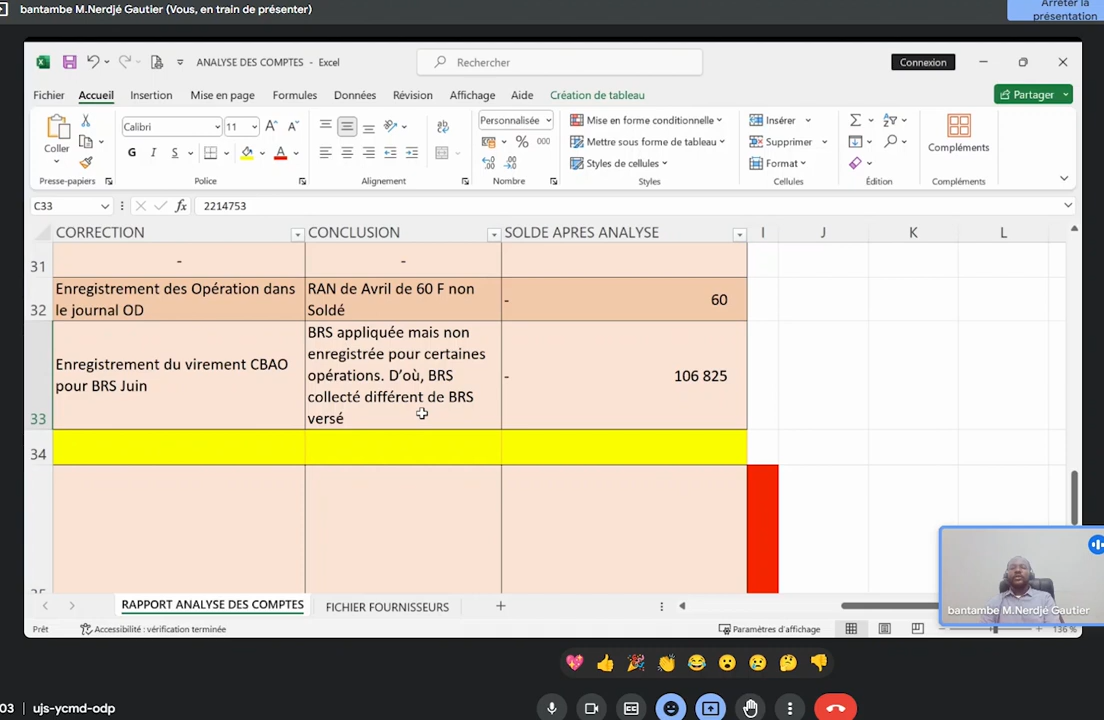 bantambe M.Nerdjé Gautier (Vous, en train de présenter)
Arrêter la
présentation
ANALYSE DES COMPTES - Excel
Rechercher
Connexion
Fichier Accueil Insertion Mise en page Formules Données Révision Affichage Aide Création de tableau
Partager
Coller
Calibri 11
G I S
Personnalisée
% 000
Mise en forme conditionnelle
Mettre sous forme de tableau
Styles de cellules
Insérer
Supprimer
Format
Compléments
Presse-papiers Police Alignement Nombre Styles Cellules Édition Compléments
C33 fx 2214753
CORRECTION CONCLUSION SOLDE APRES ANALYSE I J K L
31 - -
32
Enregistrement des Opération dans
le journal OD
RAN de Avril de 60 F non
Soldé
- 60
33
Enregistrement du virement CBAO
pour BRS Juin
BRS appliquée mais non
enregistrée pour certaines
opérations. D’où, BRS
collecté différent de BRS
versé
- 106 825
34
35
RAPPORT ANALYSE DES COMPTES FICHIER FOURNISSEURS
bantambe M.Nerdjé Gautier
Prêt Accessibilité : vérification terminée Paramètres d'affichage 136 %
03 ujs-ycmd-odp